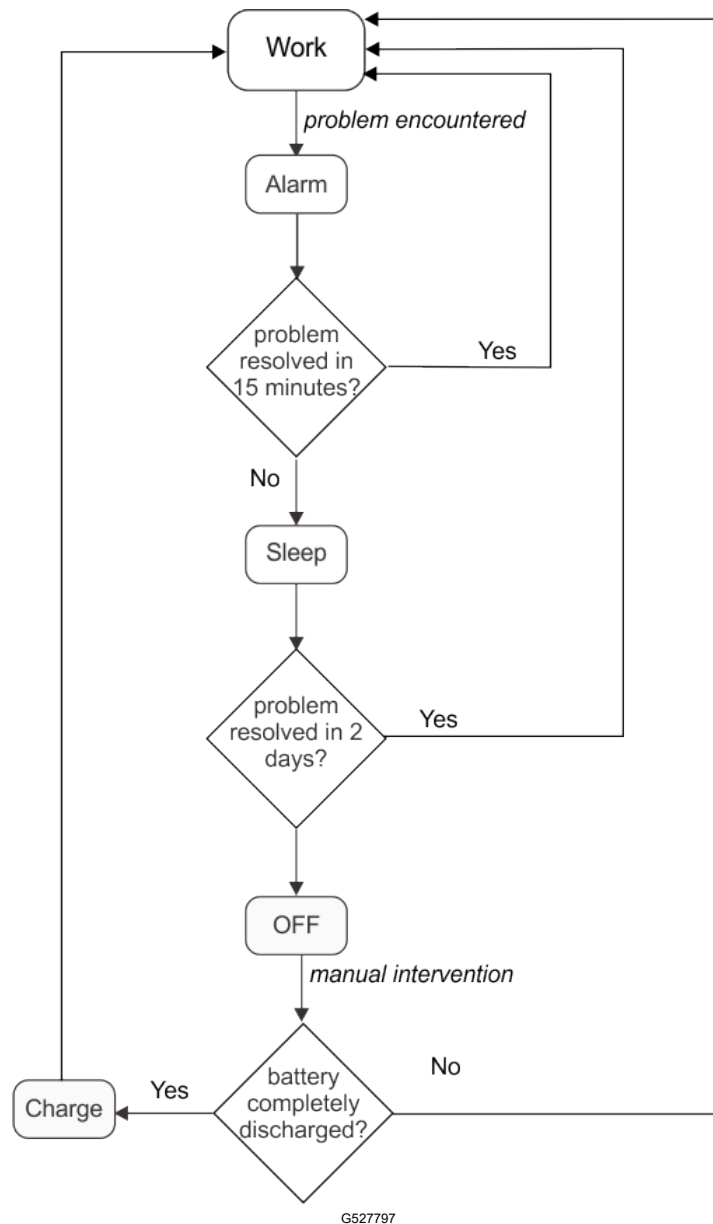 Work
problem encountered
Alarm
problem
resolved in
15 minutes?
Yes
No
Sleep
problem
resolved in 2
days?
Yes
OFF
manual intervention
battery
completely
discharged?
No
Yes
Charge
G527797